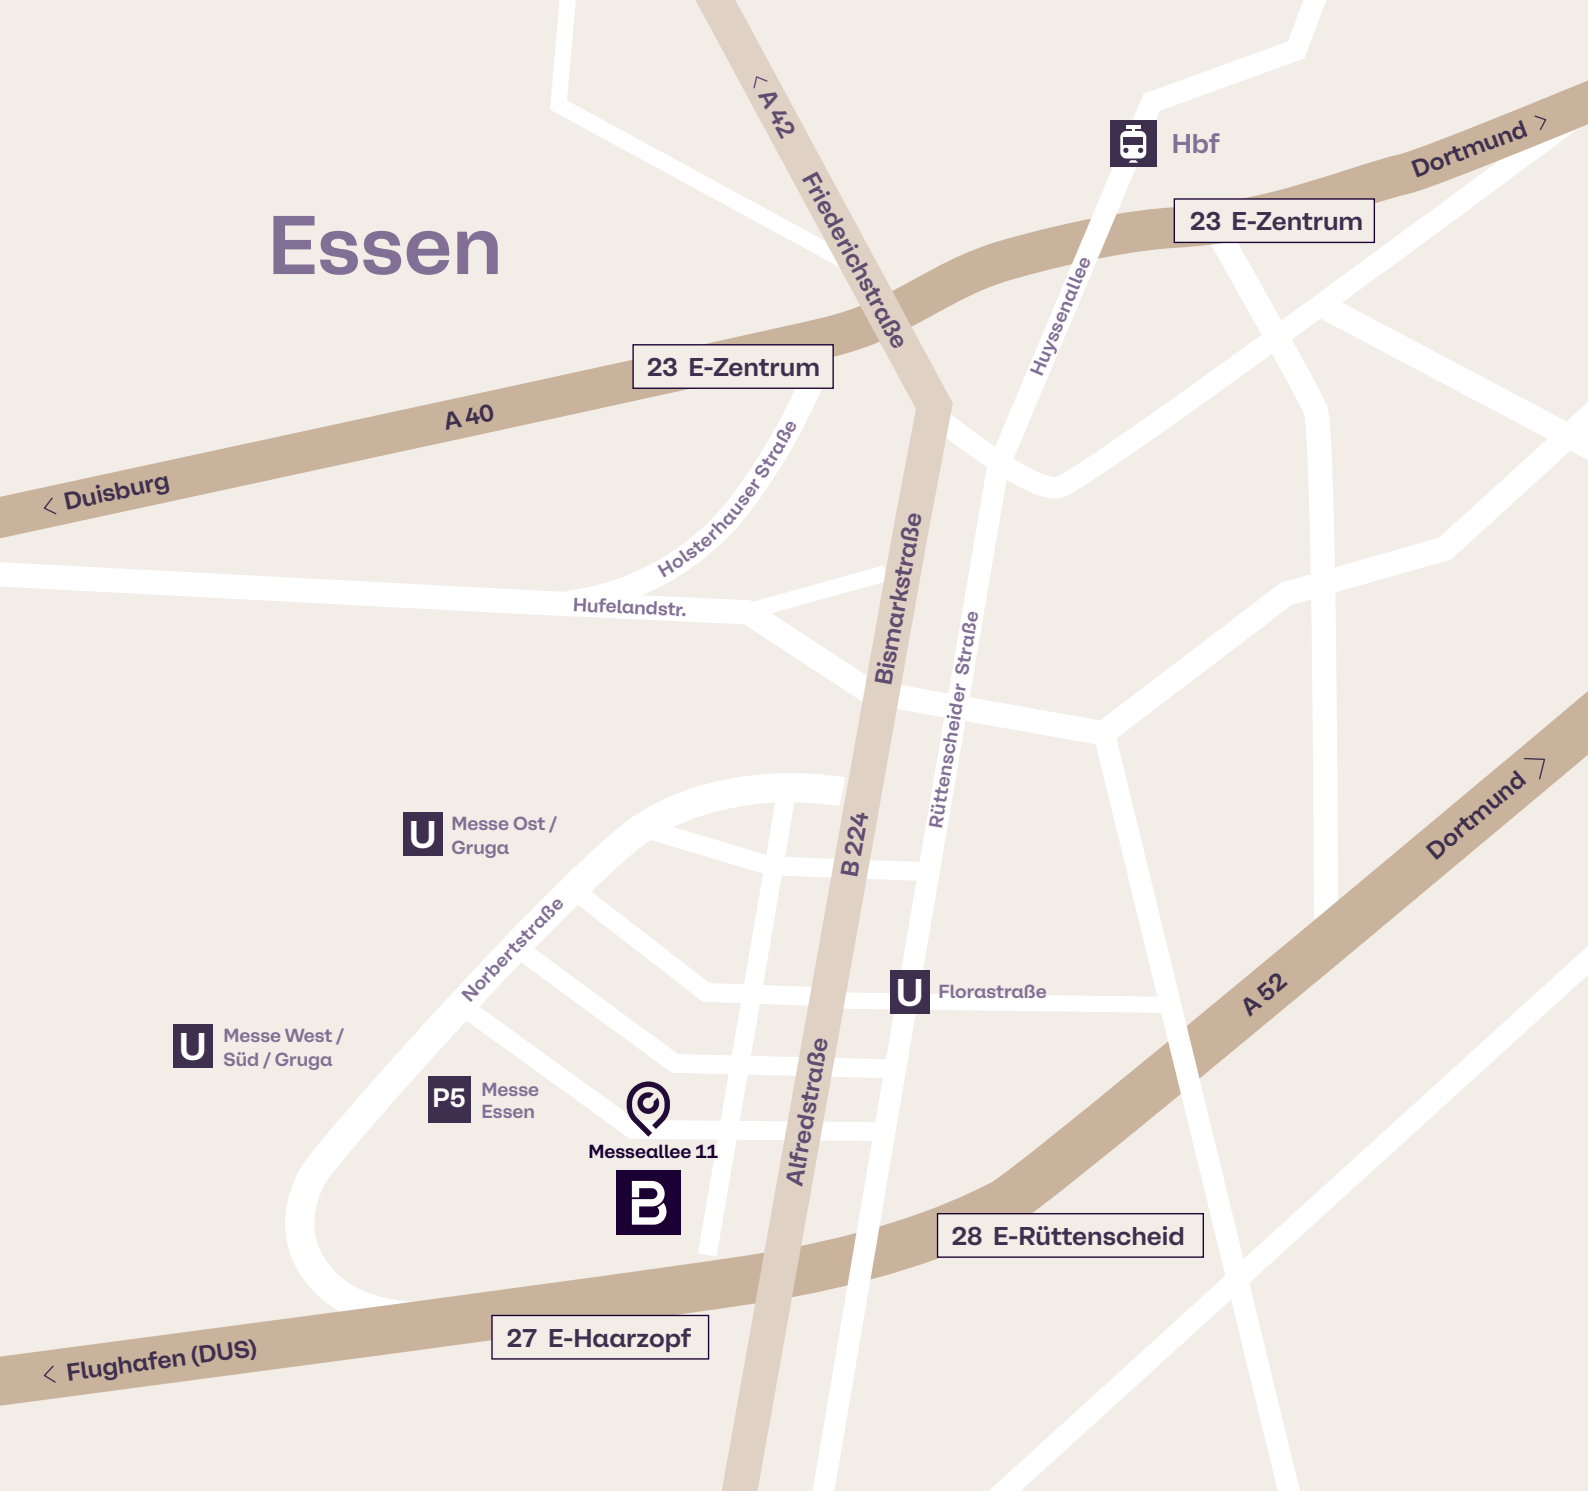 A 42
Hbf
Dortmund
23 E-Zentrum
Friederichstraße
Essen
Huyssenallee
23 E-Zentrum
A 40
Duisburg
Holsterhauser Straße
Hufelandstr.
Bismarkstraße
Rüttenscheider Straße
Dortmund
B 224
U
Messe Ost /
Gruga
Norbertstraße
U
Florastraße
A 52
U
Messe West /
Süd / Gruga
P5
Messe
Essen
Alfredstraße
Messeallee 11
B
28 E-Rüttenscheid
27 E-Haarzopf
Flughafen (DUS)